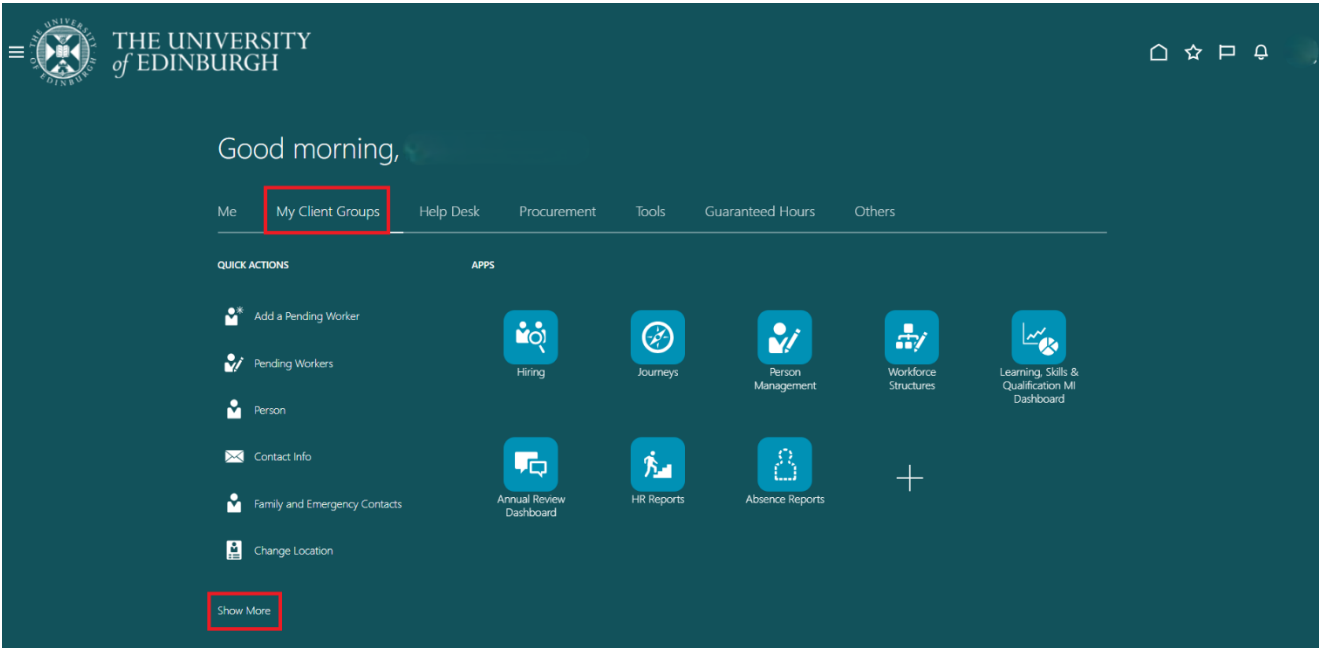 THE UNIVERSITY
of EDINBURGH
Good morning,
Me
My Client Groups
Help Desk
Procurement
Tools
Guaranteed Hours
Others
QUICK ACTIONS
Add a Pending Worker
Pending Workers
Person
Contact Info
Family and Emergency Contacts
Change Location
Show More
APPS
Hiring
Journeys
Person
Management
Workforce
Structures
Learning, Skills &
Qualification MI
Dashboard
Annual Review
Dashboard
HR Reports
Absence Reports